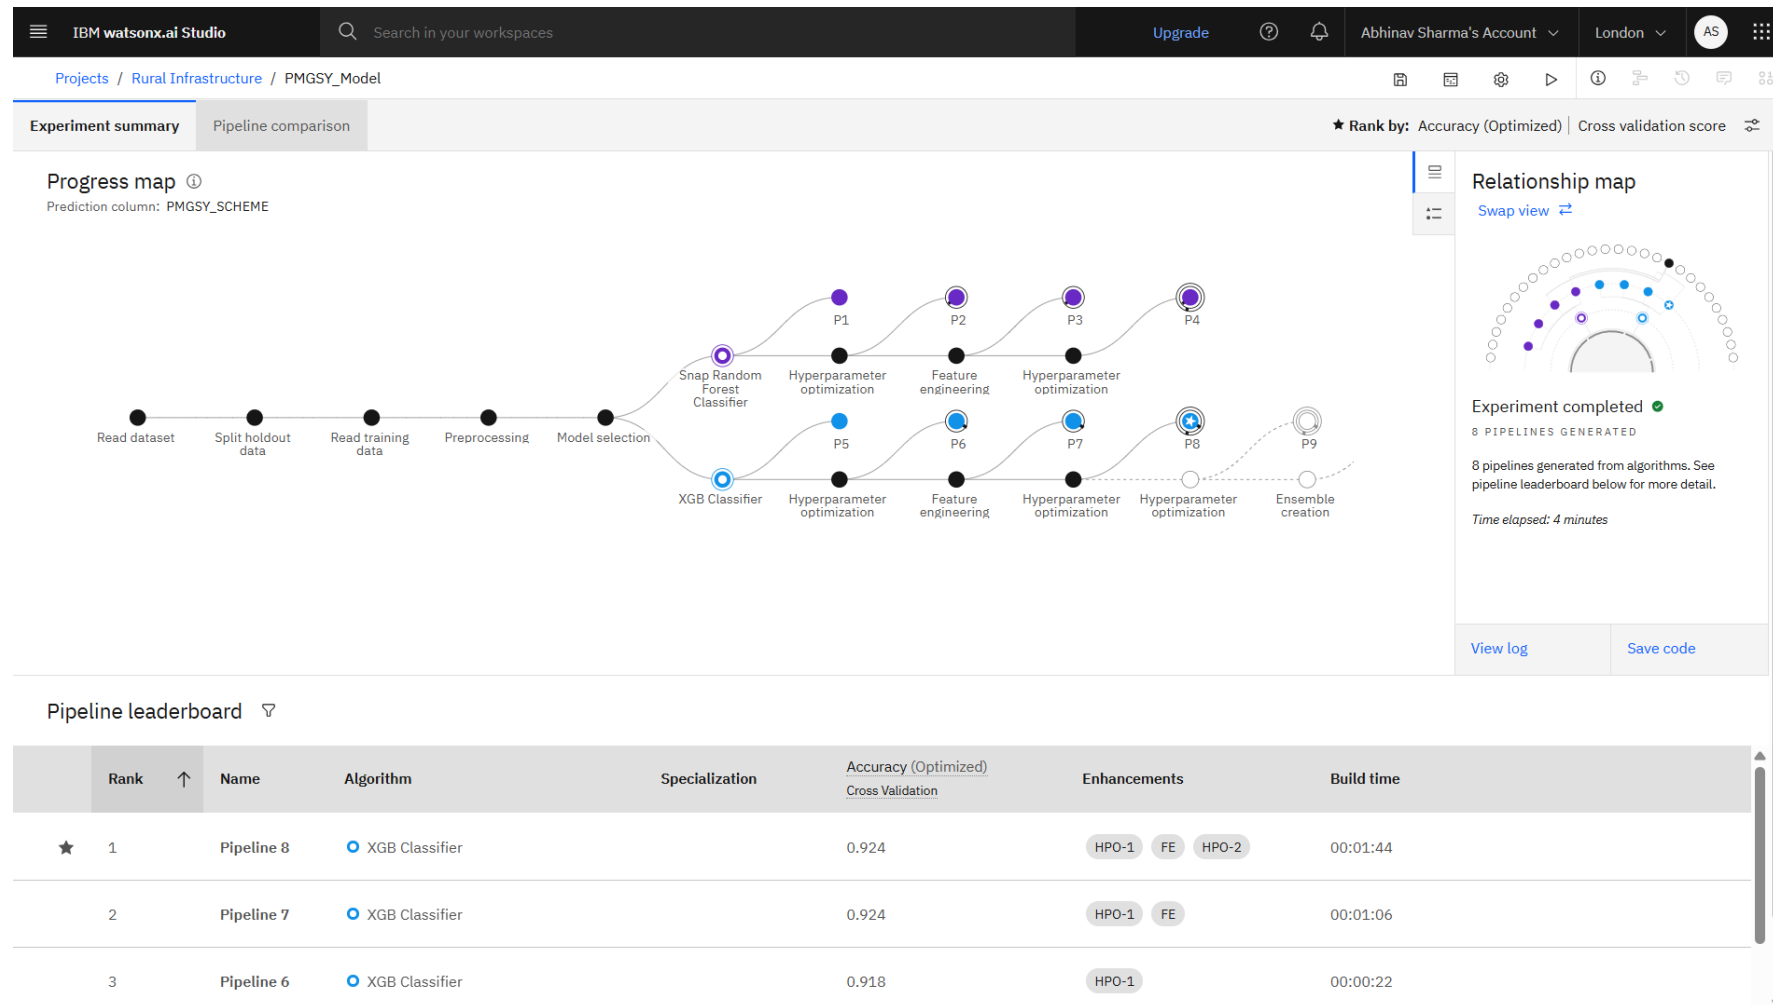 IBM watsonx.ai Studio
Search in your workspaces
Upgrade
Abhinav Sharma's Account
London
AS
Projects / Rural Infrastructure / PMGSY_Model
Experiment summary
Pipeline comparison
Rank by: Accuracy (Optimized) | Cross validation score
Progress map
Prediction column: PMGSY_SCHEME
P1
P2
P3
P4
Snap Random
Forest
Classifier
Hyperparameter
optimization
Feature
engineering
Hyperparameter
optimization
Read dataset
Split holdout
data
Read training
data
Preprocessing
Model selection
P5
P6
P7
P8
P9
XGB Classifier
Hyperparameter
optimization
Feature
engineering
Hyperparameter
optimization
Hyperparameter
optimization
Ensemble
creation
Relationship map
Swap view
Experiment completed
8 PIPELINES GENERATED
8 pipelines generated from algorithms. See
pipeline leaderboard below for more detail.
Time elapsed: 4 minutes
View log
Save code
Pipeline leaderboard
Rank Name Algorithm Specialization Accuracy (Optimized) Enhancements Build time
Cross Validation
1 Pipeline 8 XGB Classifier 0.924 HPO-1 FE HPO-2 00:01:44
2 Pipeline 7 XGB Classifier 0.924 HPO-1 FE 00:01:06
3 Pipeline 6 XGB Classifier 0.918 HPO-1 00:00:22